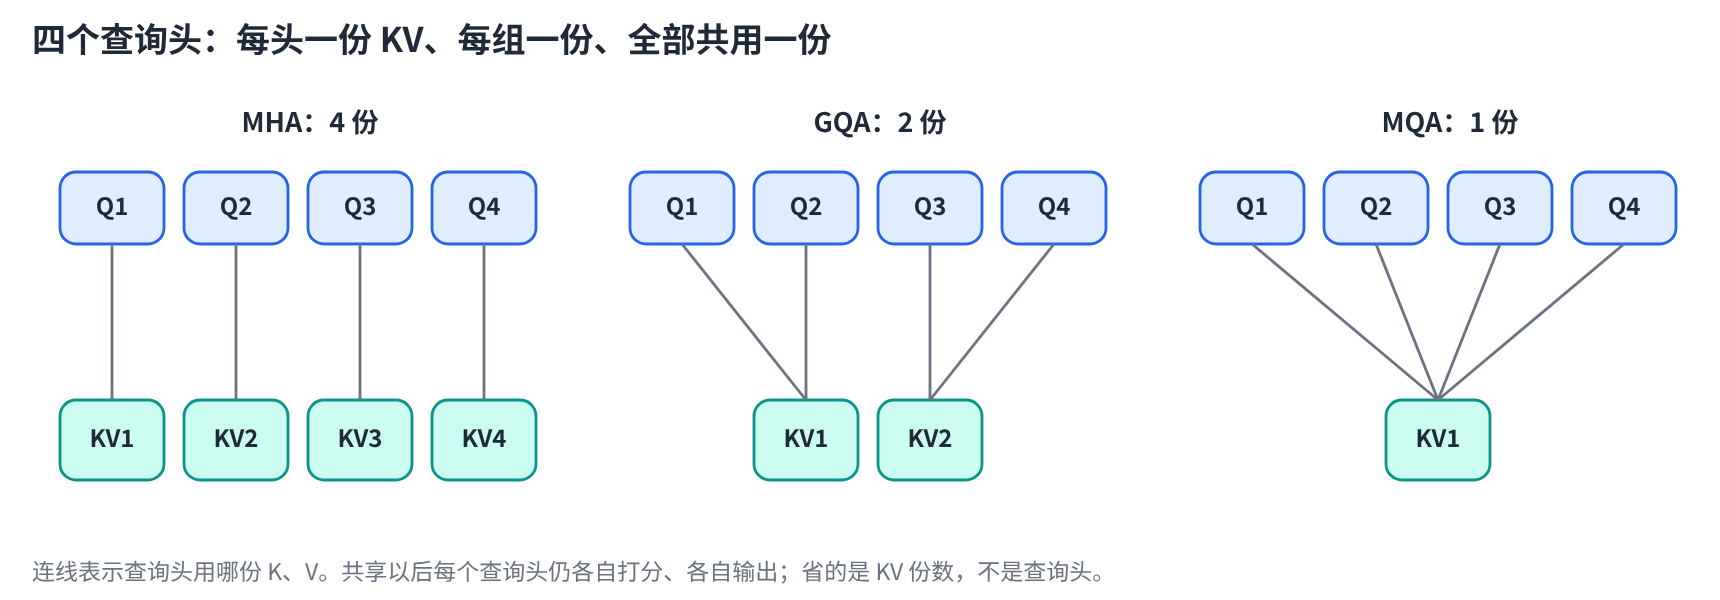 四个查询头：每头一份 KV、每组一份、全部共用一份
MHA：4 份
GQA：2 份
MQA：1 份
Q1 Q2 Q3 Q4
Q1 Q2 Q3 Q4
Q1 Q2 Q3 Q4
KV1 KV2 KV3 KV4
KV1 KV2
KV1
连线表示查询头用哪份 K、V。共享以后每个查询头仍各自打分、各自输出；省的是 KV 份数，不是查询头。